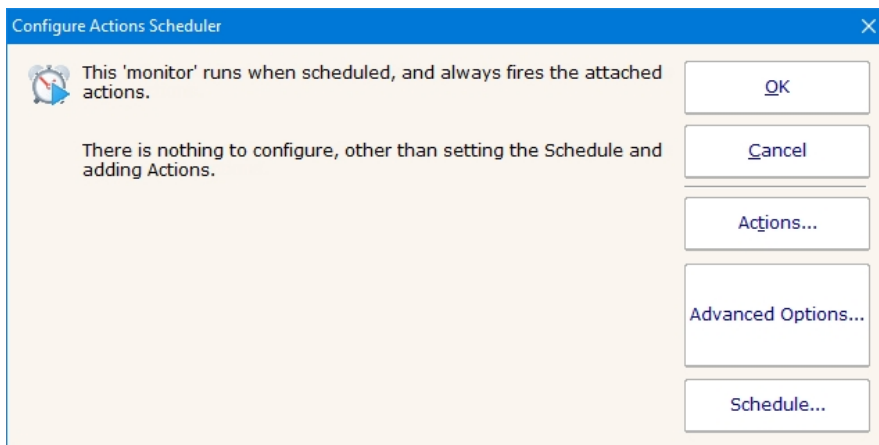 Configure Actions Scheduler
This 'monitor' runs when scheduled, and always fires the attached
actions.
There is nothing to configure, other than setting the Schedule and
adding Actions.
OK
Cancel
Actions...
Advanced Options...
Schedule...